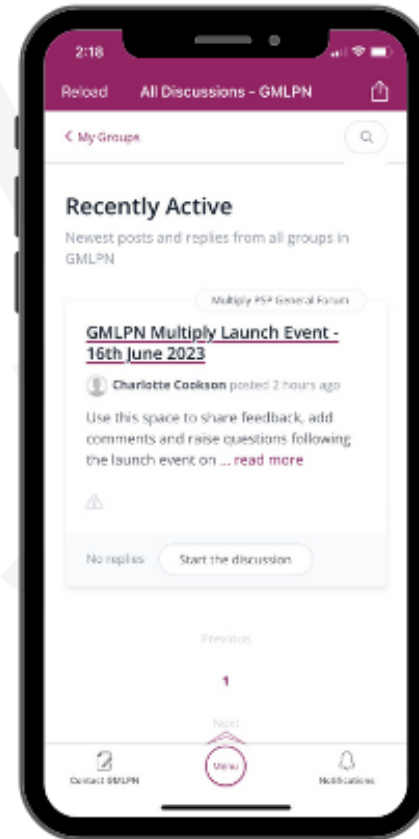 2:18
Reload All Discussions - GMLPN
< My Groups
Recently Active
Newest posts and replies from all groups in
GMLPN
Multiply PSP General Forum
GMLPN Multiply Launch Event -
16th June 2023
Charlotte Cookson posted 2 hours ago
Use this space to share feedback, add
comments and raise questions following
the launch event on ... read more
No replies Start the discussion
Previous
1
Next
Contact GMLPN Menu Notifications